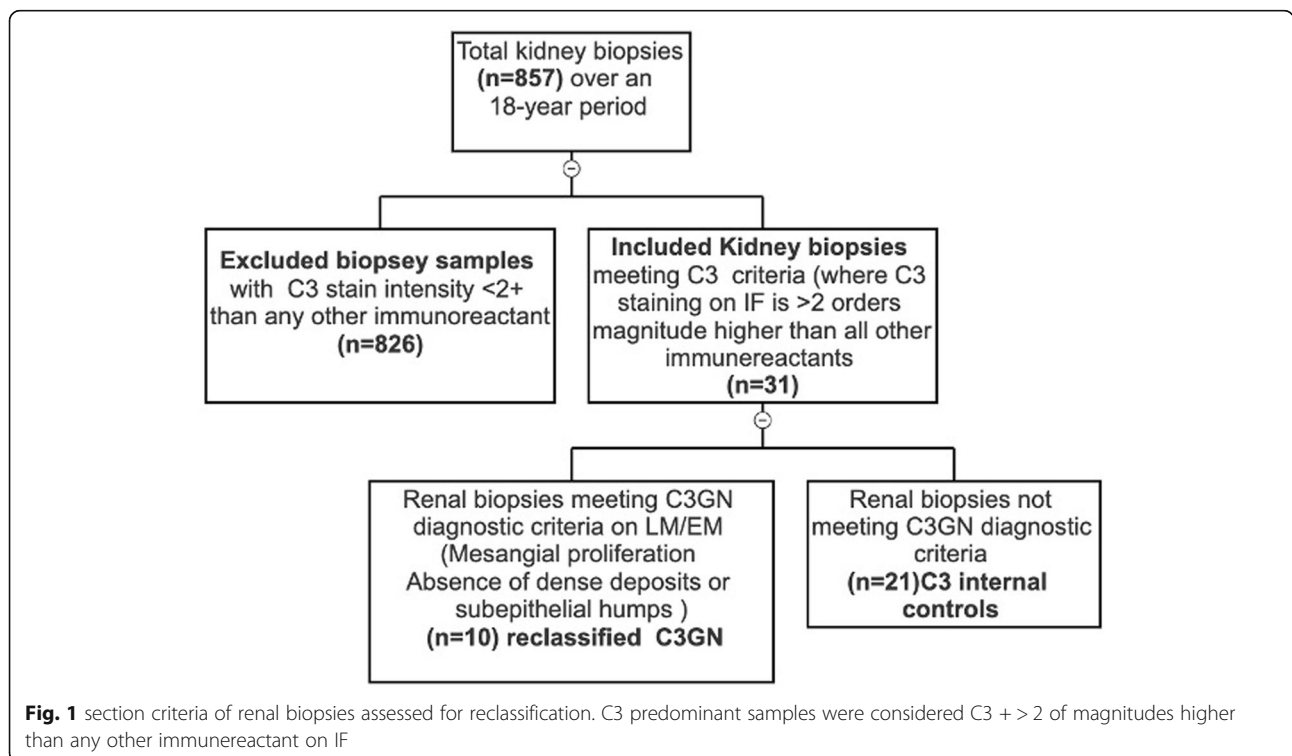 Total kidney biopsies
(n=857) over an
18-year period
Excluded biopsey samples
with C3 stain intensity <2+
than any other immunoreactant
(n=826)
Included Kidney biopsies
meeting C3 criteria (where C3
staining on IF is >2 orders
magnitude higher than all other
immunereactants
(n=31)
Renal biopsies meeting C3GN
diagnostic criteria on LM/EM
(Mesangial proliferation
Absence of dense deposits or
subepithelial humps )
(n=10) reclassified C3GN
Renal biopsies not
meeting C3GN diagnostic
criteria
(n=21)C3 internal
controls
Fig. 1 section criteria of renal biopsies assessed for reclassification. C3 predominant samples were considered C3 + > 2 of magnitudes higher
than any other immunereactant on IF